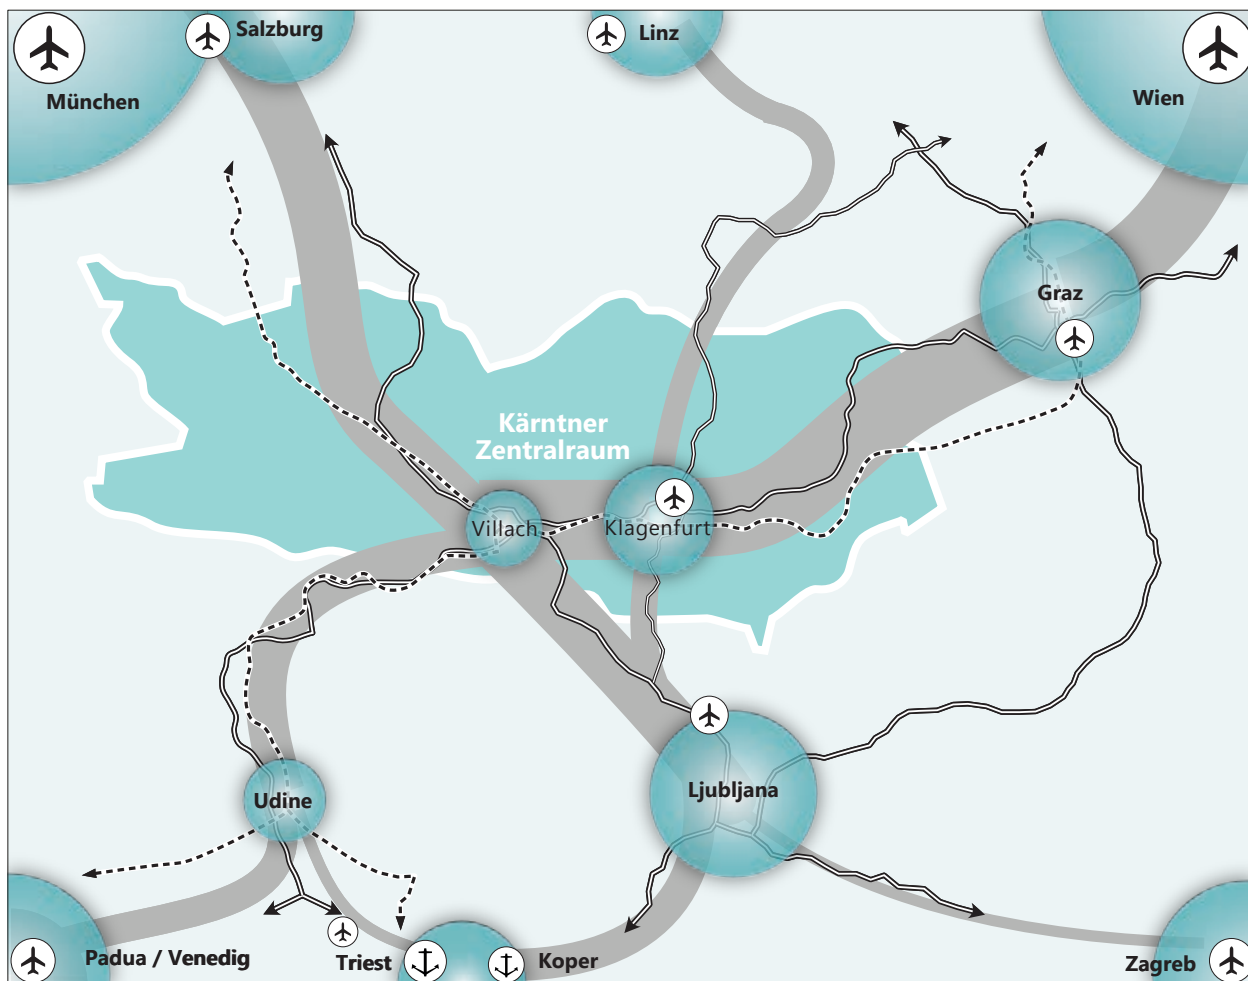 Salzburg
Linz
München
Wien
Graz
Kärntner
Zentralraum
Villach
Klagenfurt
Ljubljana
Udine
Padua / Venedig
Triest
Koper
Zagreb